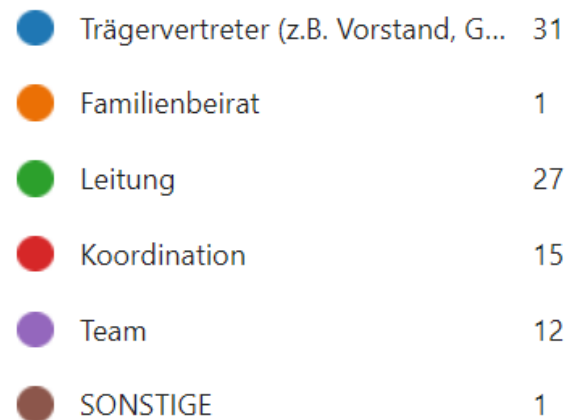 Trägervertreter (z.B. Vorstand, G... 31
Familienbeirat 1
Leitung 27
Koordination 15
Team 12
SONSTIGE 1